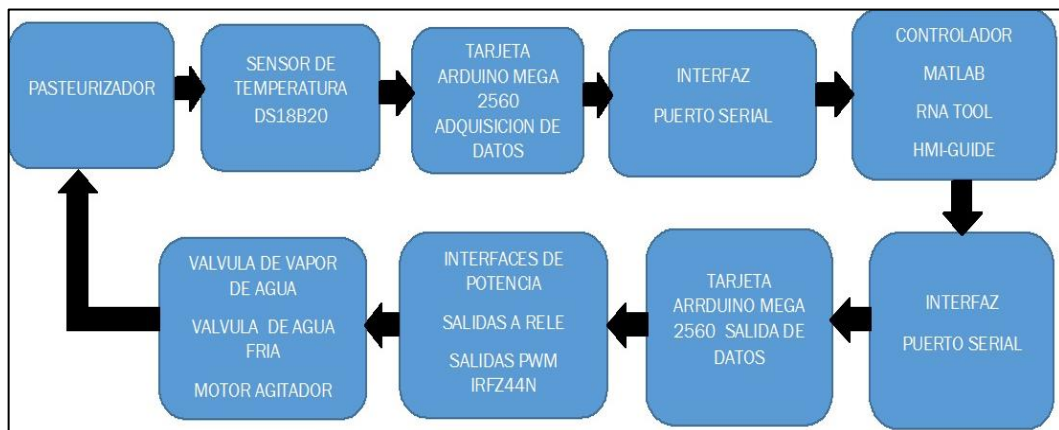 PASTEURIZADOR
SENSOR DE
TEMPERATURA
DS18B20
TARJETA
ARDUINO MEGA
2560
ADQUISICION DE
DATOS
INTERFAZ
PUERTO SERIAL
CONTROLADOR
MATLAB
RNA TOOL
HMI-GUIDE
INTERFAZ
PUERTO SERIAL
TARJETA
ARRDUINO MEGA
2560 SALIDA DE
DATOS
INTERFACES DE
POTENCIA
SALIDAS A RELE
SALIDAS PWM
IRFZ44N
VALVULA DE VAPOR
DE AGUA
VALVULA DE AGUA
FRIA
MOTOR AGITADOR